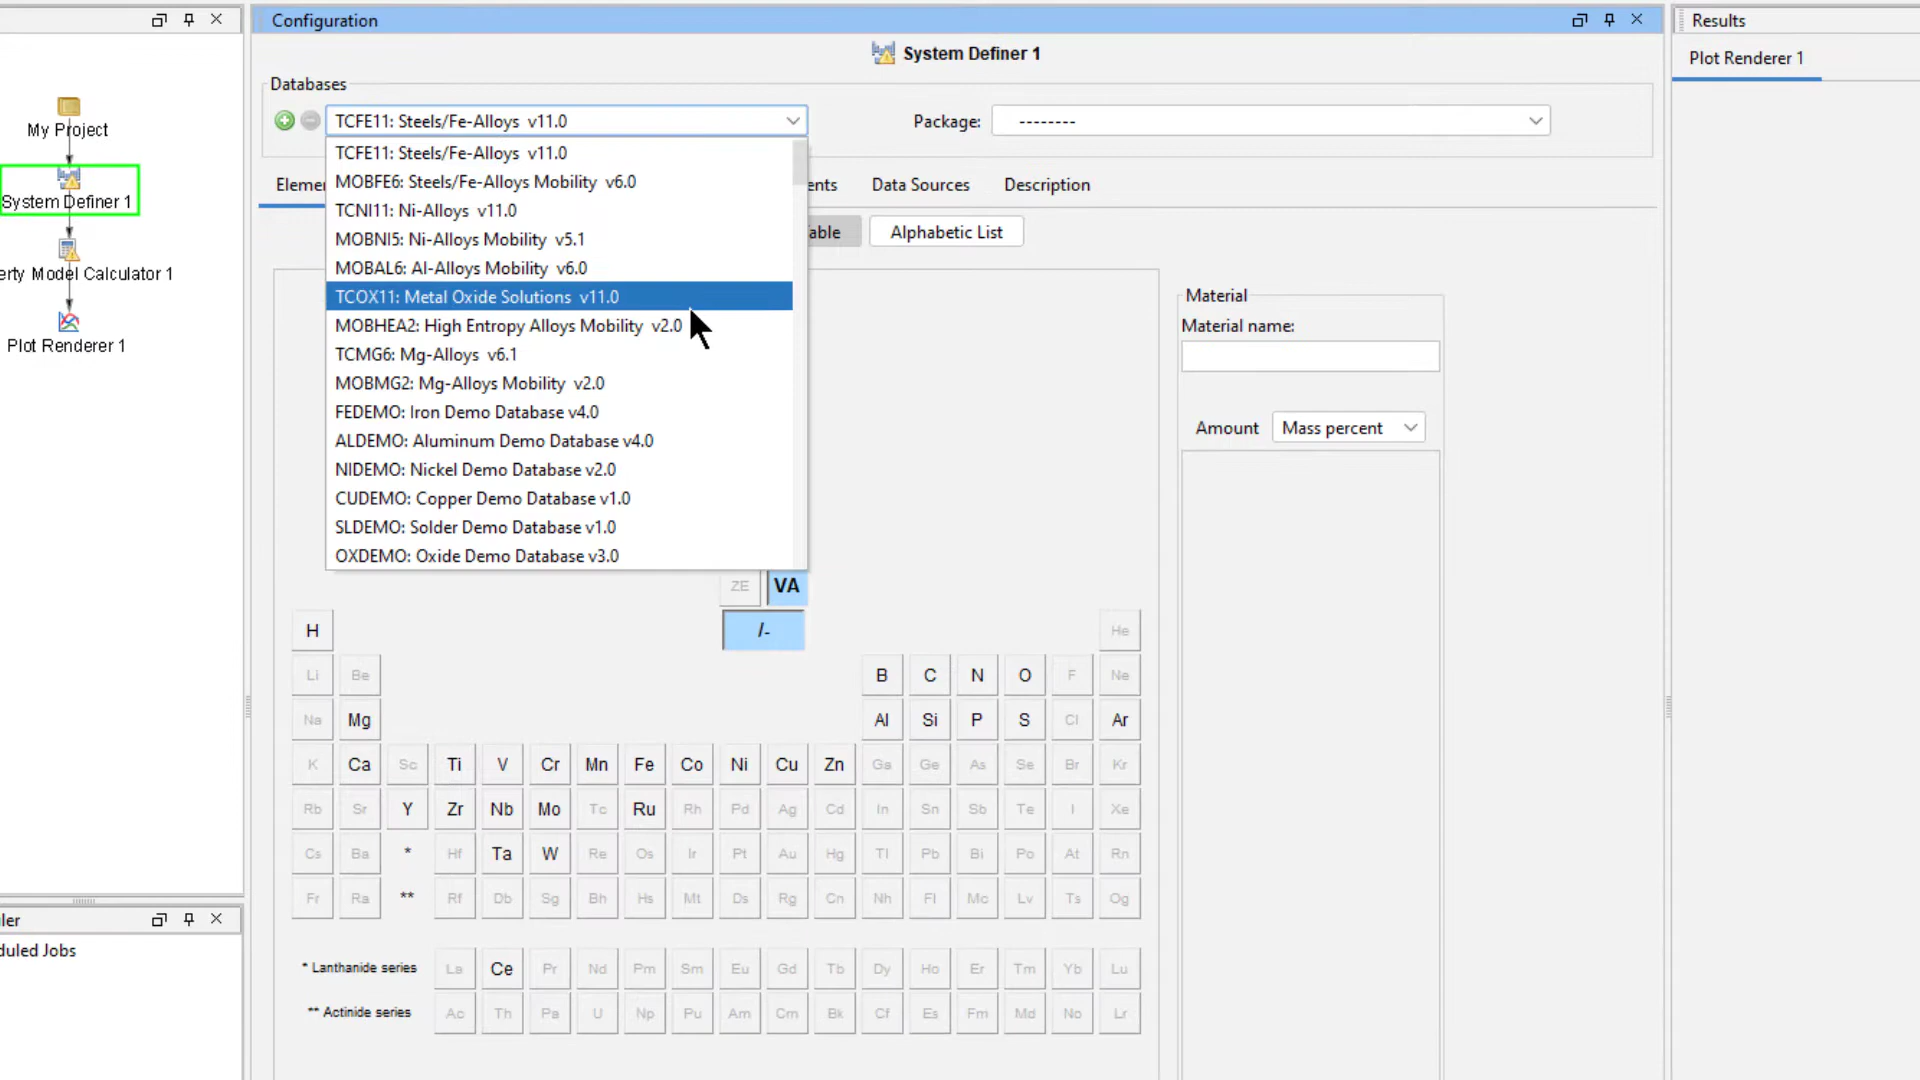 Configuration
Results
System Definer 1
Plot Renderer 1
Databases
TCFE11: Steels/Fe-Alloys v11.0
Package: --------
My Project
System Definer 1
erty Model Calculator 1
Plot Renderer 1
TCFE11: Steels/Fe-Alloys v11.0
MOBFE6: Steels/Fe-Alloys Mobility v6.0
TCNI11: Ni-Alloys v11.0
MOBNI5: Ni-Alloys Mobility v5.1
MOBAL6: Al-Alloys Mobility v6.0
TCOX11: Metal Oxide Solutions v11.0
MOBHEA2: High Entropy Alloys Mobility v2.0
TCMG6: Mg-Alloys v6.1
MOBMG2: Mg-Alloys Mobility v2.0
FEDEMO: Iron Demo Database v4.0
ALDEMO: Aluminum Demo Database v4.0
NIDEMO: Nickel Demo Database v2.0
CUDEMO: Copper Demo Database v1.0
SLDEMO: Solder Demo Database v1.0
OXDEMO: Oxide Demo Database v3.0
Elemen
ents
Data Sources
Description
able
Alphabetic List
Material
Material name:
Amount
Mass percent
ZE VA
H /- He
Li Be B C N O F Ne
Na Mg Al Si P S Cl Ar
K Ca Sc Ti V Cr Mn Fe Co Ni Cu Zn Ga Ge As Se Br Kr
Rb Sr Y Zr Nb Mo Tc Ru Rh Pd Ag Cd In Sn Sb Te I Xe
Cs Ba * Hf Ta W Re Os Ir Pt Au Hg Tl Pb Bi Po At Rn
Fr Ra ** Rf Db Sg Bh Hs Mt Ds Rg Cn Nh Fl Mc Lv Ts Og
* Lanthanide series La Ce Pr Nd Pm Sm Eu Gd Tb Dy Ho Er Tm Yb Lu
** Actinide series Ac Th Pa U Np Pu Am Cm Bk Cf Es Fm Md No Lr
ler
duled Jobs